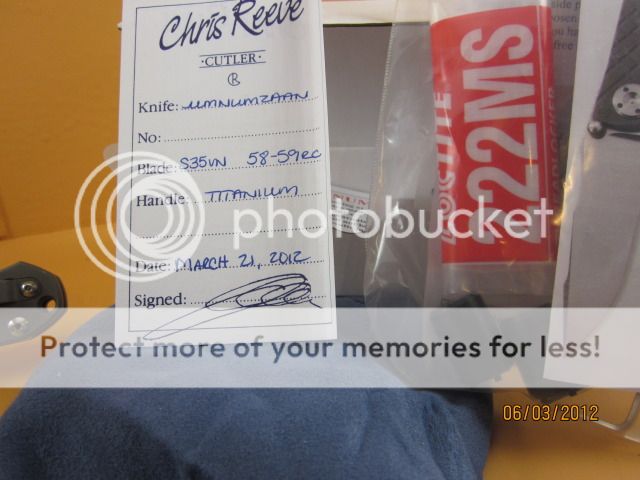 Chris Reeve
·CUTLER·
®
Knife: UMNUMZAAN
No:
Blade: S35VN 58-59RC
Handle: TITANIUM
Date: MARCH 21, 2012
Signed:
LOCTITE
222MS
THREADLOCKER
photobucket
Protect more of your memories for less!
06/03/2012